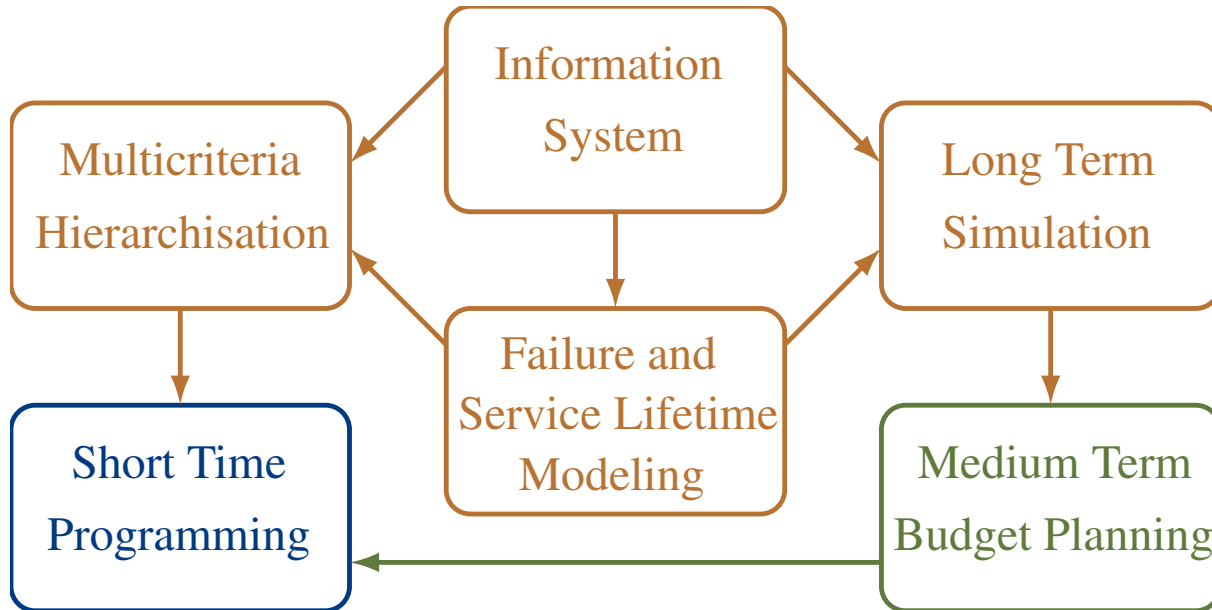 Information
System
Multicriteria
Hierarchisation
Long Term
Simulation
Failure and
Service Lifetime
Modeling
Short Time
Programming
Medium Term
Budget Planning